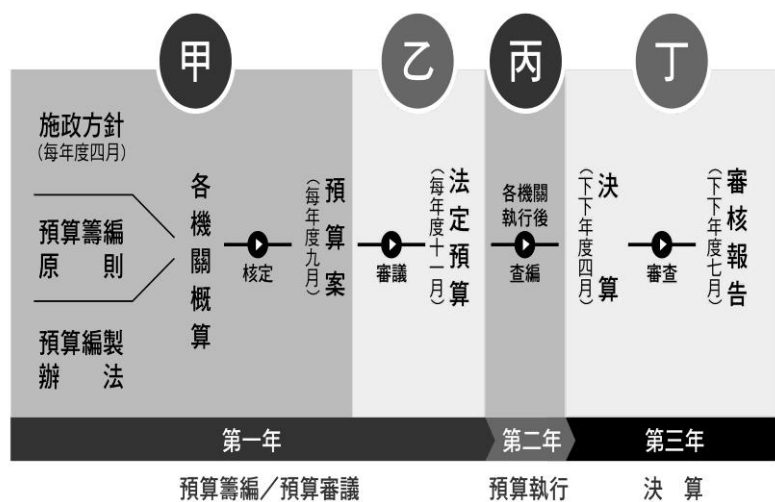 甲
乙
丙
丁
施政方針
(每年度四月)
預算籌編
原則
預算編製
辦法
各機關概算
核定
預算案
(每年度九月)
審議
法定預算
(每年度十一月)
各機關
執行後
查編
決算
(下下年度四月)
審查
審核報告
(下下年度七月)
第一年
第二年
第三年
預算籌編／預算審議
預算執行
決算